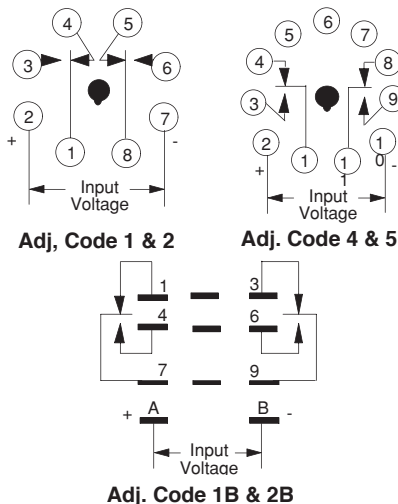 4 5
3 6
2 7
+ -
1 8
Input
Voltage
Adj, Code 1 & 2
6
5 7
4 8
3 9
2 1
0
+ -
1 1
1
Input
Voltage
Adj. Code 4 & 5
1 3
4 6
7 9
+ A B -
Input
Voltage
Adj. Code 1B & 2B